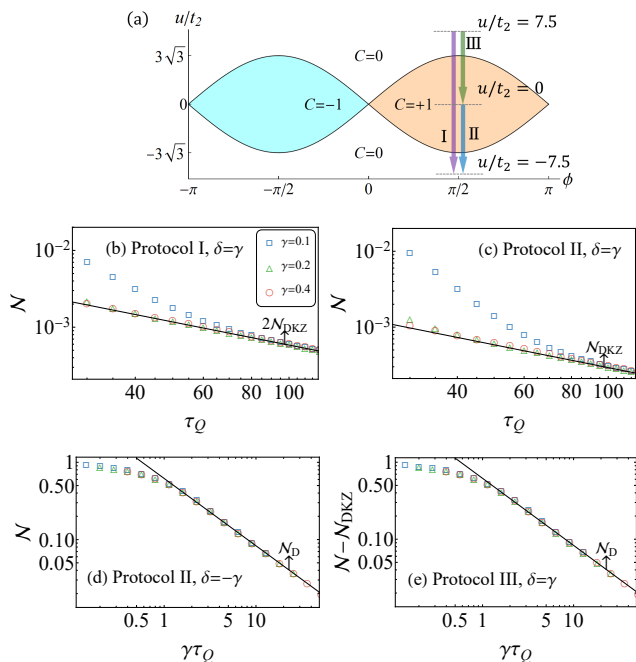 (a)
u/t₂
u/t₂ = 7.5
III
C=0
3√3
u/t₂ = 0
0
C=−1
C=+1
I
II
C=0
−3√3
u/t₂ = −7.5
−π
−π/2
0
π/2
π
ϕ
(b) Protocol I, δ=γ
γ=0.1
γ=0.2
γ=0.4
10⁻²
10⁻³
𝒩
2𝒩DKZ
40
60
80
100
τQ
(c) Protocol II, δ=γ
10⁻²
10⁻³
𝒩
𝒩DKZ
40
60
80
100
τQ
1
0.50
0.10
0.05
𝒩
𝒩D
(d) Protocol II, δ=−γ
0.5
1
5
10
γτQ
1
0.50
0.10
0.05
𝒩 − 𝒩DKZ
𝒩D
(e) Protocol III, δ=γ
0.5
1
5
10
γτQ